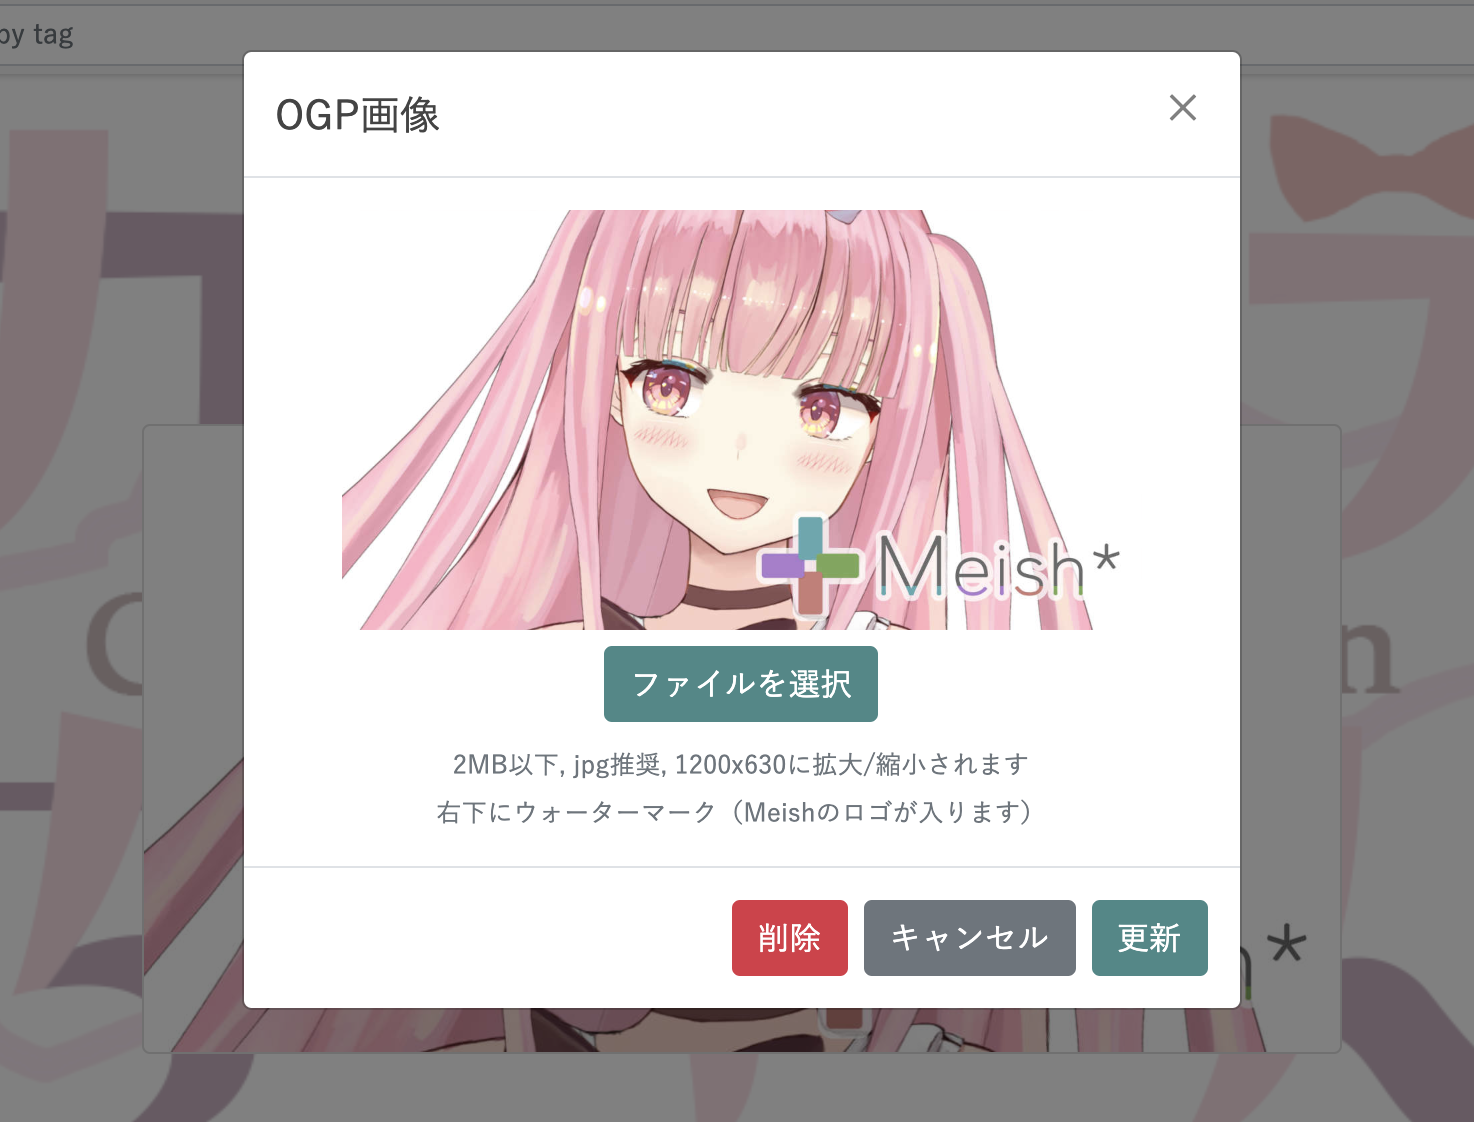 by tag
OGP画像
Meish*
ファイルを選択
2MB以下, jpg推奨, 1200x630に拡大/縮小されます
右下にウォーターマーク（Meishのロゴが入ります）
削除
キャンセル
更新